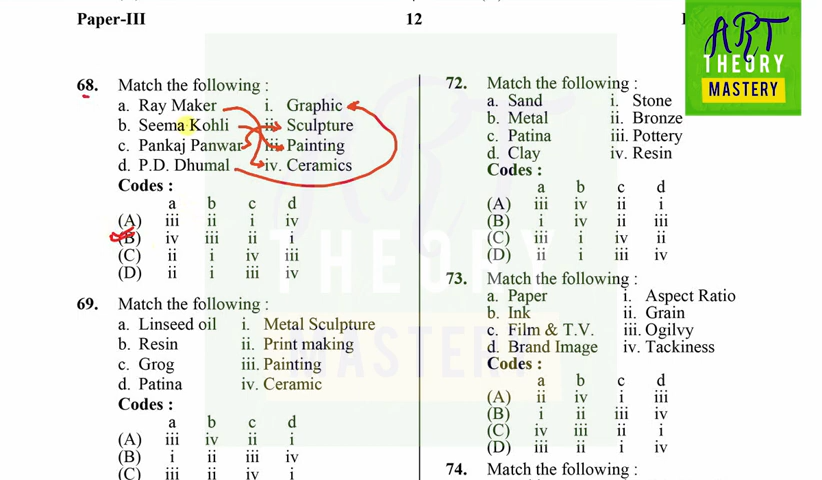 Paper-III
12
ART
THEORY
MASTERY
68. Match the following :
a. Ray Maker i. Graphic
b. Seema Kohli ii. Sculpture
c. Pankaj Panwar iii. Painting
d. P.D. Dhumal iv. Ceramics
Codes :
a b c d
(A) iii ii i iv
(B) iv iii ii i
(C) ii i iv iii
(D) ii i iii iv
69. Match the following :
a. Linseed oil i. Metal Sculpture
b. Resin ii. Print making
c. Grog iii. Painting
d. Patina iv. Ceramic
Codes :
a b c d
(A) iii iv ii i
(B) i ii iii iv
(C) iii ii iv i
72. Match the following :
a. Sand i. Stone
b. Metal ii. Bronze
c. Patina iii. Pottery
d. Clay iv. Resin
Codes :
a b c d
(A) iii iv ii i
(B) i iv ii iii
(C) iii i iv ii
(D) ii i iii iv
73. Match the following :
a. Paper i. Aspect Ratio
b. Ink ii. Grain
c. Film & T.V. iii. Ogilvy
d. Brand Image iv. Tackiness
Codes :
a b c d
(A) ii iv i iii
(B) i ii iii iv
(C) iv iii ii i
(D) iii ii i iv
74. Match the following :
THEORY
MASTERY